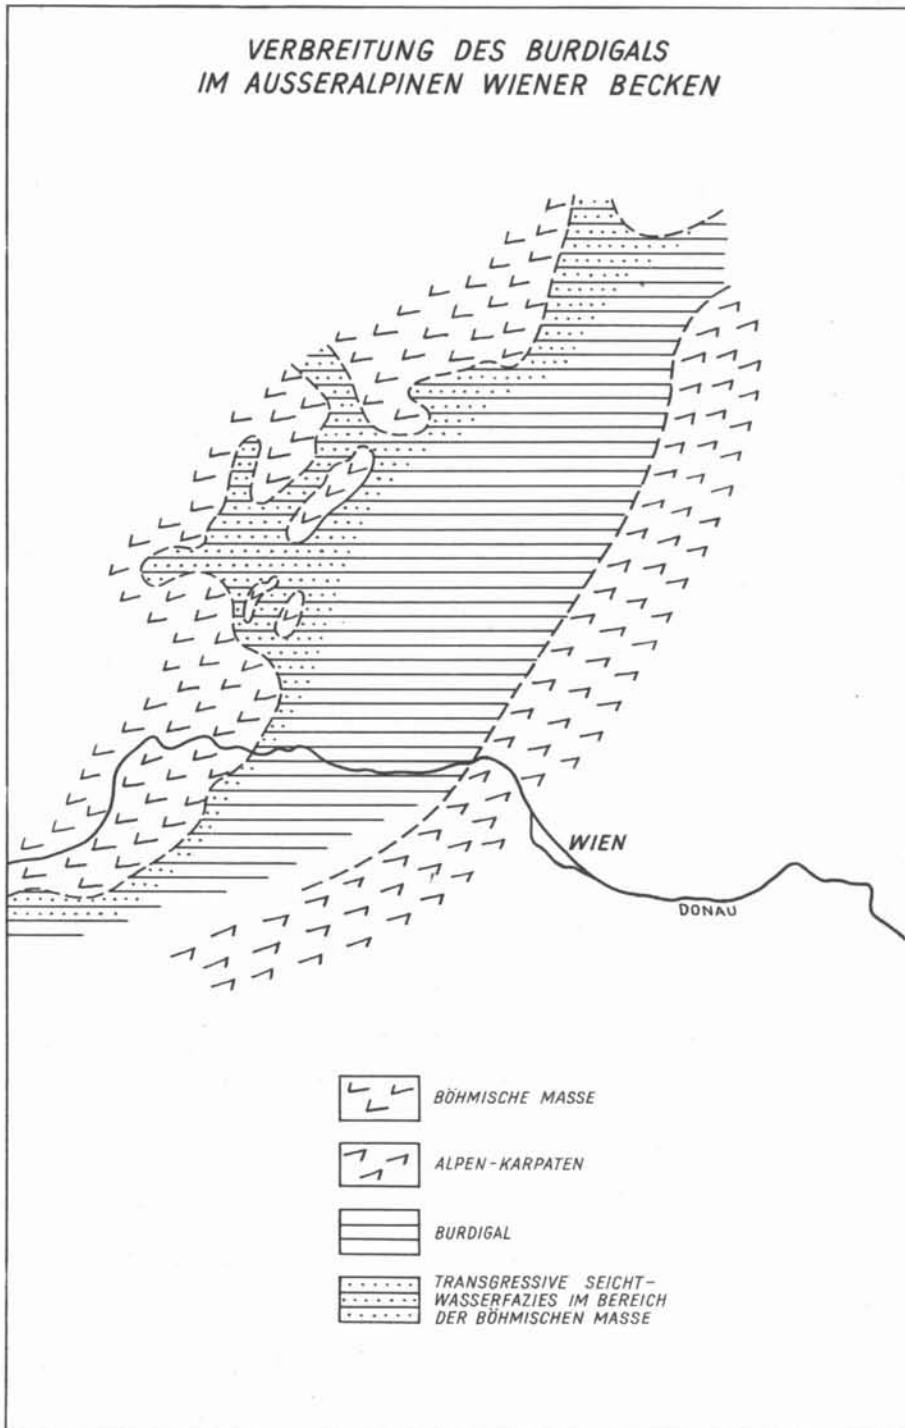 VERBREITUNG DES BURDIGALS
IM AUSSERALPINEN WIENER BECKEN
WIEN
DONAU
BÖHMISCHE MASSE
ALPEN-KARPATEN
BURDIGAL
TRANSGRESSIVE SEICHT-
WASSERFAZIES IM BEREICH
DER BÖHMISCHEN MASSE